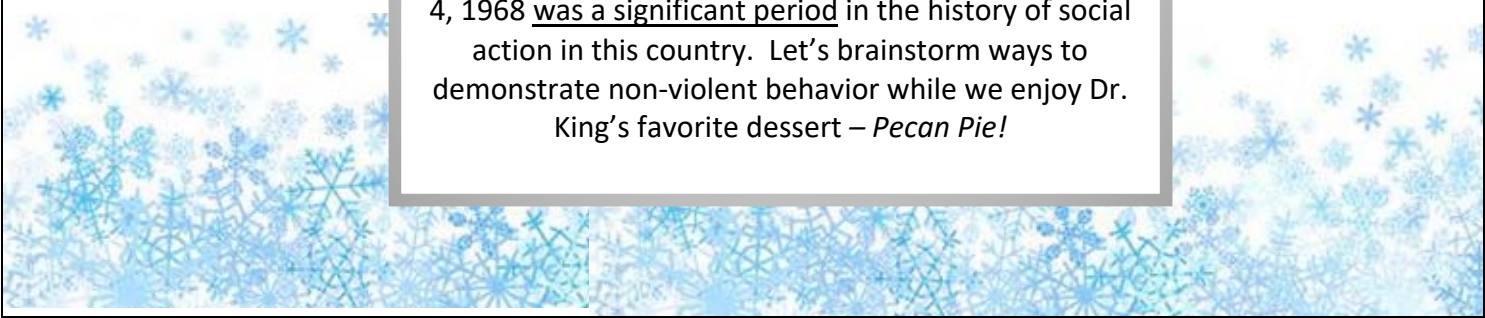 4, 1968 was a significant period in the history of social
action in this country.  Let’s brainstorm ways to
demonstrate non-violent behavior while we enjoy Dr.
King’s favorite dessert – Pecan Pie!